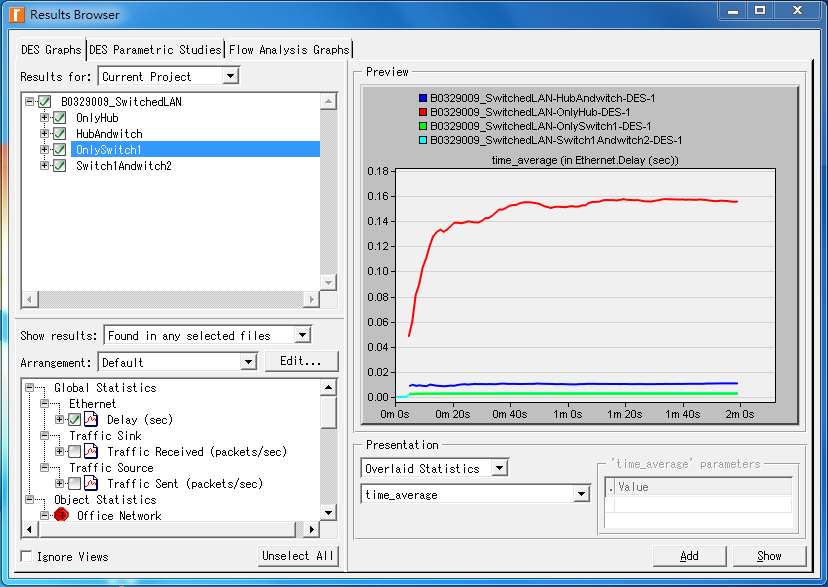 Results Browser
DES Graphs DES Parametric Studies Flow Analysis Graphs
Results for: Current Project
B0329009_SwitchedLAN
OnlyHub
HubAndwitch
OnlySwitch1
Switch1Andwitch2
Show results: Found in any selected files
Arrangement: Default Edit...
Global Statistics
Ethernet
Delay (sec)
Traffic Sink
Traffic Received (packets/sec)
Traffic Source
Traffic Sent (packets/sec)
Object Statistics
Office Network
Ignore Views Unselect All
Preview
B0329009_SwitchedLAN-HubAndwitch-DES-1
B0329009_SwitchedLAN-OnlyHub-DES-1
B0329009_SwitchedLAN-OnlySwitch1-DES-1
B0329009_SwitchedLAN-Switch1Andwitch2-DES-1
time_average (in Ethernet.Delay (sec))
0.18
0.16
0.14
0.12
0.10
0.08
0.06
0.04
0.02
0.00
0m 0s 0m 20s 0m 40s 1m 0s 1m 20s 1m 40s 2m 0s
Presentation
Overlaid Statistics
time_average
'time_average' parameters
. Value
Add Show